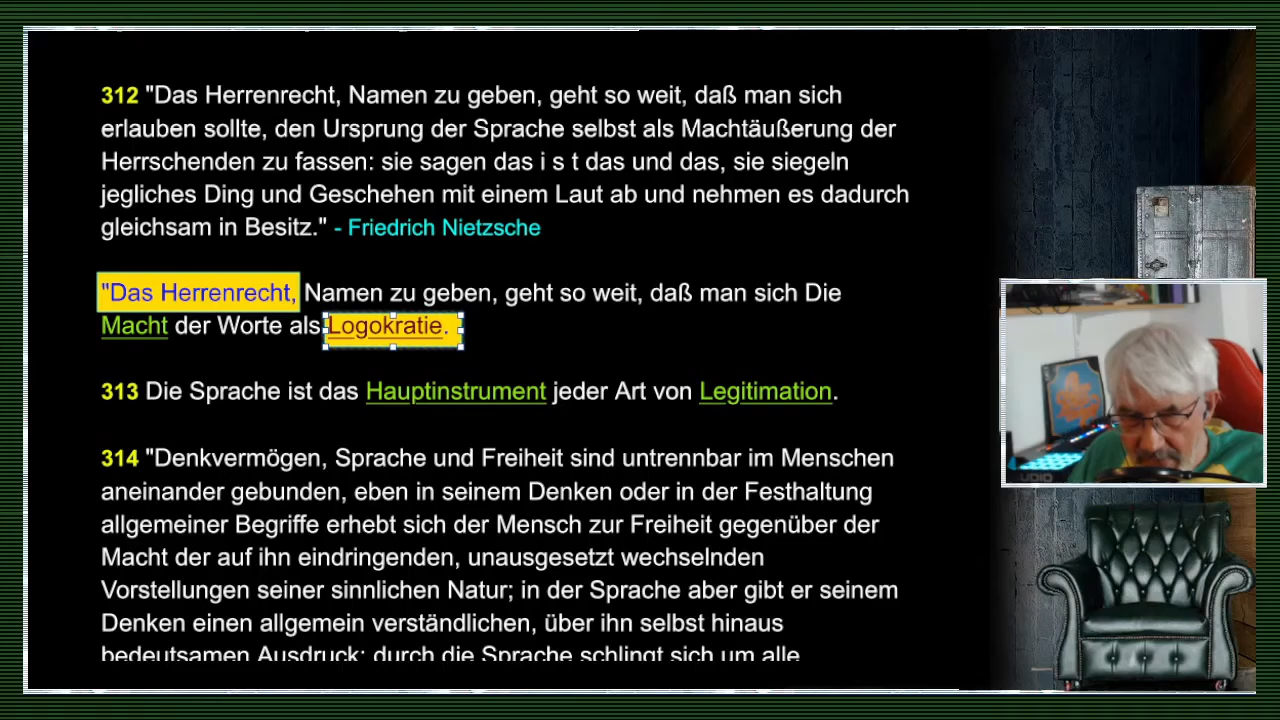 312 "Das Herrenrecht, Namen zu geben, geht so weit, daß man sich
erlauben sollte, den Ursprung der Sprache selbst als Machtäußerung der
Herrschenden zu fassen: sie sagen das i s t das und das, sie siegeln
jegliches Ding und Geschehen mit einem Laut ab und nehmen es dadurch
gleichsam in Besitz." - Friedrich Nietzsche
"Das Herrenrecht, Namen zu geben, geht so weit, daß man sich Die
Macht der Worte als Logokratie.
313 Die Sprache ist das Hauptinstrument jeder Art von Legitimation.
314 "Denkvermögen, Sprache und Freiheit sind untrennbar im Menschen
aneinander gebunden, eben in seinem Denken oder in der Festhaltung
allgemeiner Begriffe erhebt sich der Mensch zur Freiheit gegenüber der
Macht der auf ihn eindringenden, unausgesetzt wechselnden
Vorstellungen seiner sinnlichen Natur; in der Sprache aber gibt er seinem
Denken einen allgemein verständlichen, über ihn selbst hinaus
bedeutsamen Ausdruck; durch die Sprache schlingt sich um alle